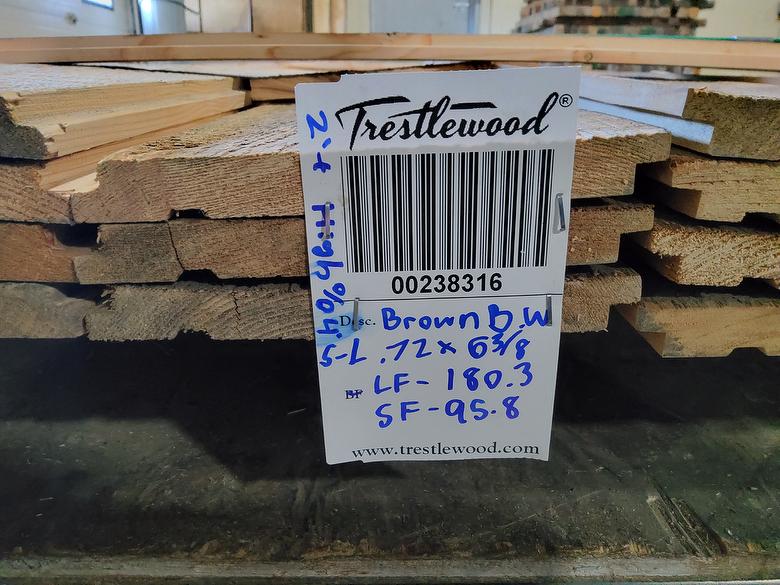 Trestlewood®
00238316
Desc. Brown B.W
.72 x 6 3/8
BF LF - 180.3
SF - 95.8
www.trestlewood.com
2't High % 4.5-L